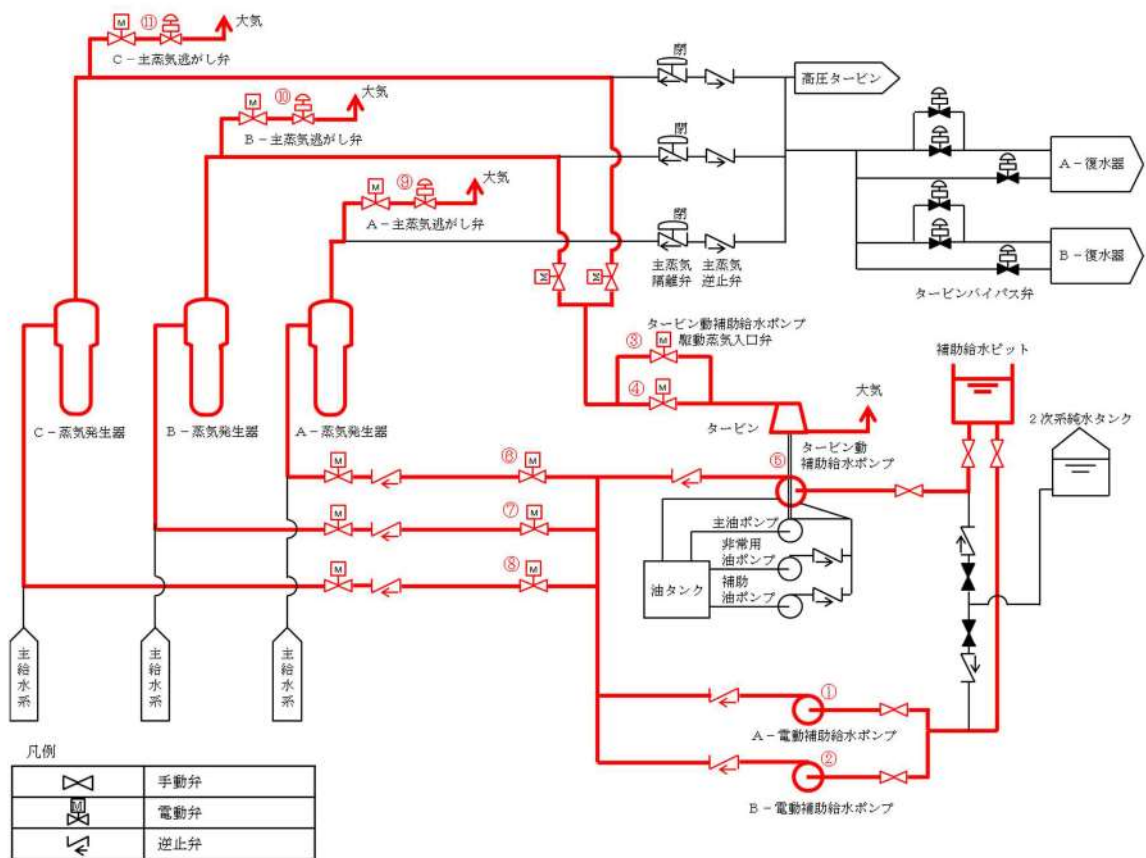 M
⑪
大気
C－主蒸気逃がし弁
閉
高圧タービン
M
⑩
大気
B－主蒸気逃がし弁
閉
A－復水器
M
⑨
大気
A－主蒸気逃がし弁
閉
主蒸気
隔離弁
主蒸気
逆止弁
B－復水器
タービンバイパス弁
M
M
タービン動補助給水ポンプ
駆動蒸気入口弁
③
M
④
M
補助給水ピット
大気
2次系純水タンク
C－蒸気発生器
B－蒸気発生器
A－蒸気発生器
タービン
タービン動
補助給水ポンプ
⑤
M
⑥
M
M
⑦
M
M
⑧
M
主油ポンプ
非常用
油ポンプ
補助
油ポンプ
油タンク
主給水系
主給水系
主給水系
①
A－電動補助給水ポンプ
②
B－電動補助給水ポンプ
凡例
手動弁
M
電動弁
逆止弁